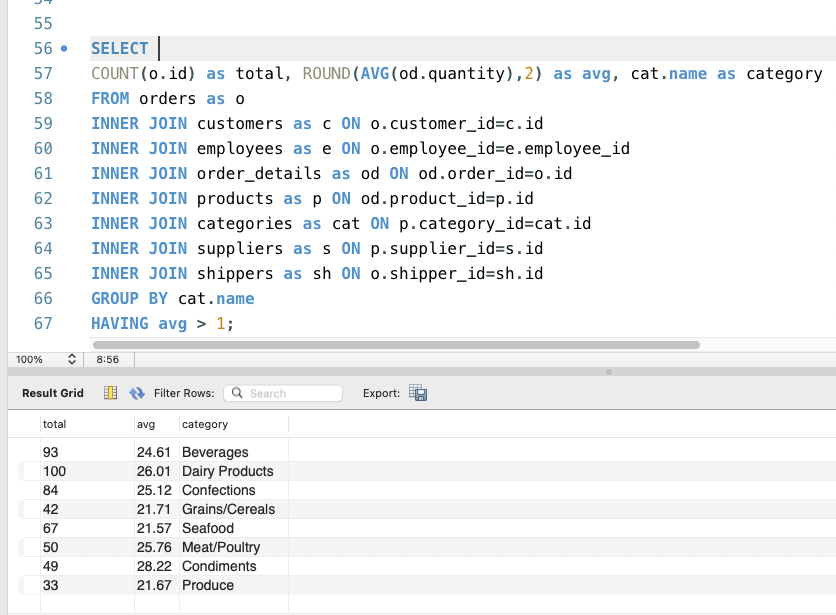 54
55
56 SELECT
57 COUNT(o.id) as total, ROUND(AVG(od.quantity),2) as avg, cat.name as category
58 FROM orders as o
59 INNER JOIN customers as c ON o.customer_id=c.id
60 INNER JOIN employees as e ON o.employee_id=e.employee_id
61 INNER JOIN order_details as od ON od.order_id=o.id
62 INNER JOIN products as p ON od.product_id=p.id
63 INNER JOIN categories as cat ON p.category_id=cat.id
64 INNER JOIN suppliers as s ON p.supplier_id=s.id
65 INNER JOIN shippers as sh ON o.shipper_id=sh.id
66 GROUP BY cat.name
67 HAVING avg > 1;
100% 8:56
Result Grid Filter Rows: Search Export:
total avg category
93 24.61 Beverages
100 26.01 Dairy Products
84 25.12 Confections
42 21.71 Grains/Cereals
67 21.57 Seafood
50 25.76 Meat/Poultry
49 28.22 Condiments
33 21.67 Produce